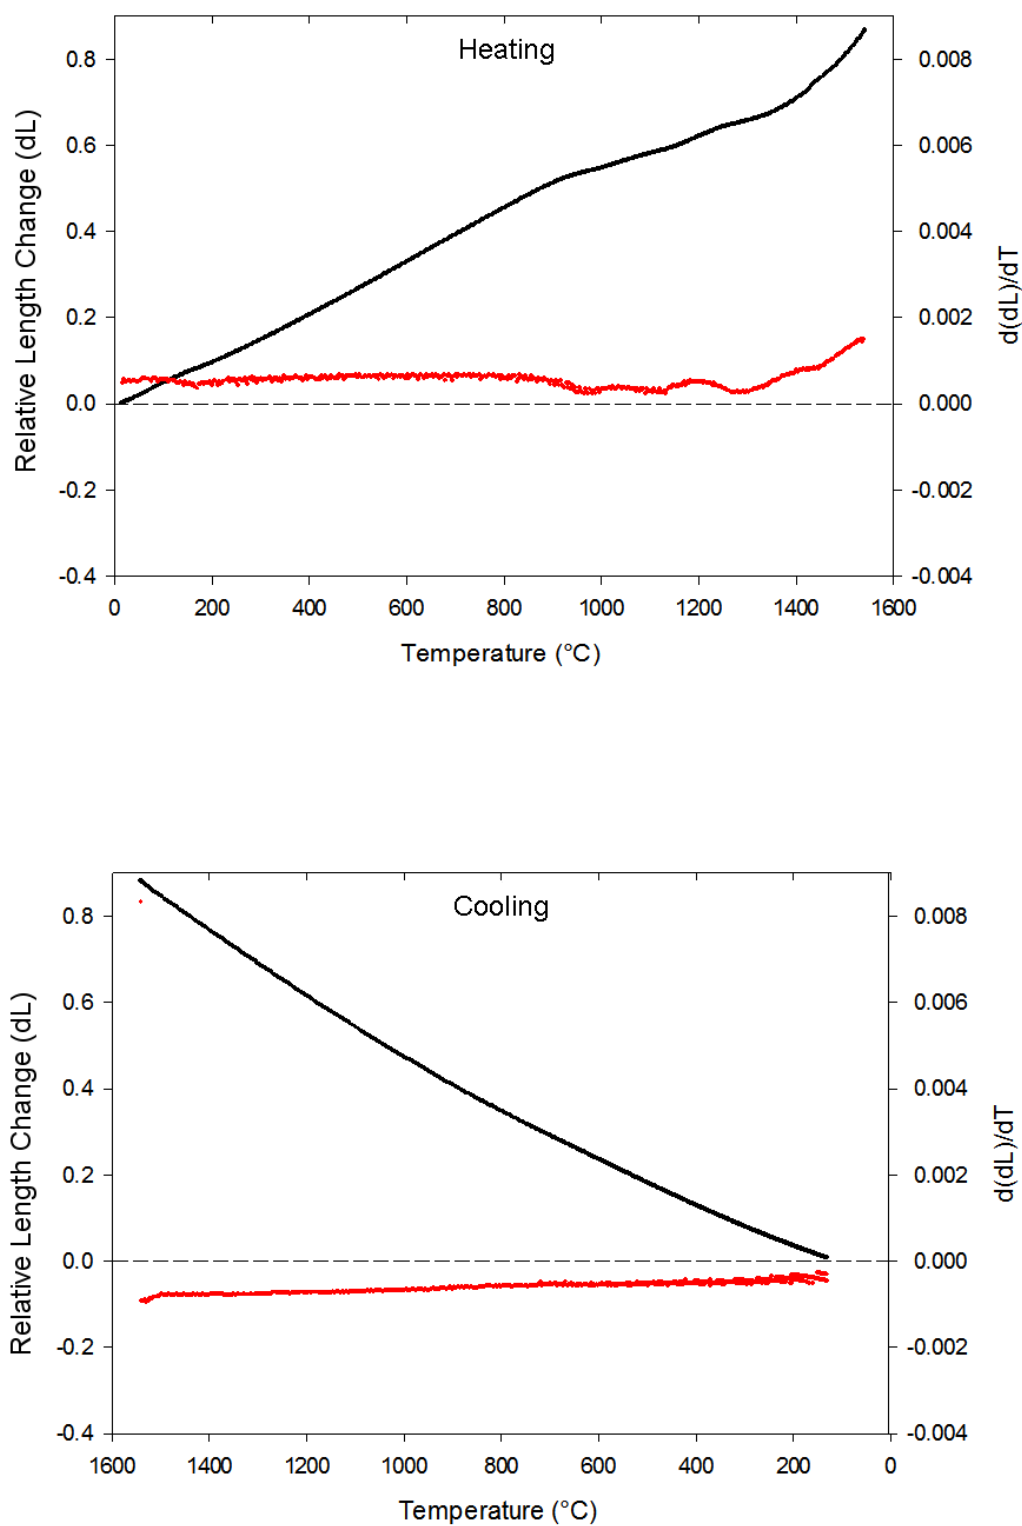 Heating
0.8
0.6
0.4
0.2
0.0
-0.2
-0.4
Relative Length Change (dL)
0.008
0.006
0.004
0.002
0.000
-0.002
-0.004
d(dL)/dT
0 200 400 600 800 1000 1200 1400 1600
Temperature (°C)
Cooling
0.8
0.6
0.4
0.2
0.0
-0.2
-0.4
Relative Length Change (dL)
0.008
0.006
0.004
0.002
0.000
-0.002
-0.004
d(dL)/dT
1600 1400 1200 1000 800 600 400 200 0
Temperature (°C)